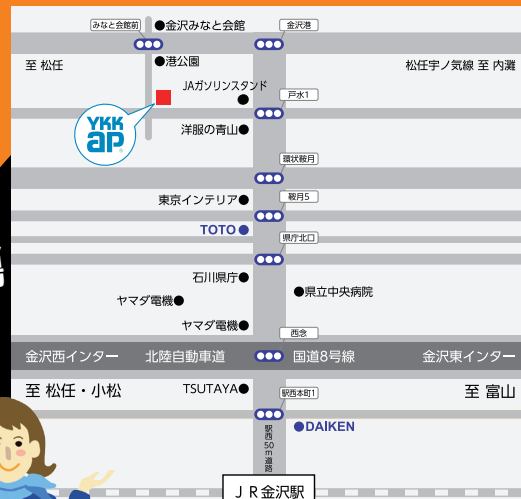 みなと会館前
●金沢みなと会館
金沢港
至 松任
●港公園
松任宇ノ気線 至 内灘
JAガソリンスタンド
戸水1
YKK
ap
洋服の青山●
環状鞍月
東京インテリア●
鞍月5
TOTO●
県庁北口
石川県庁●
●県立中央病院
ヤマダ電機●
ヤマダ電機●
西念
金沢西インター
北陸自動車道
国道8号線
金沢東インター
至 松任・小松
TSUTAYA●
駅西本町1
至 富山
●DAIKEN
駅西50m道路
JR金沢駅